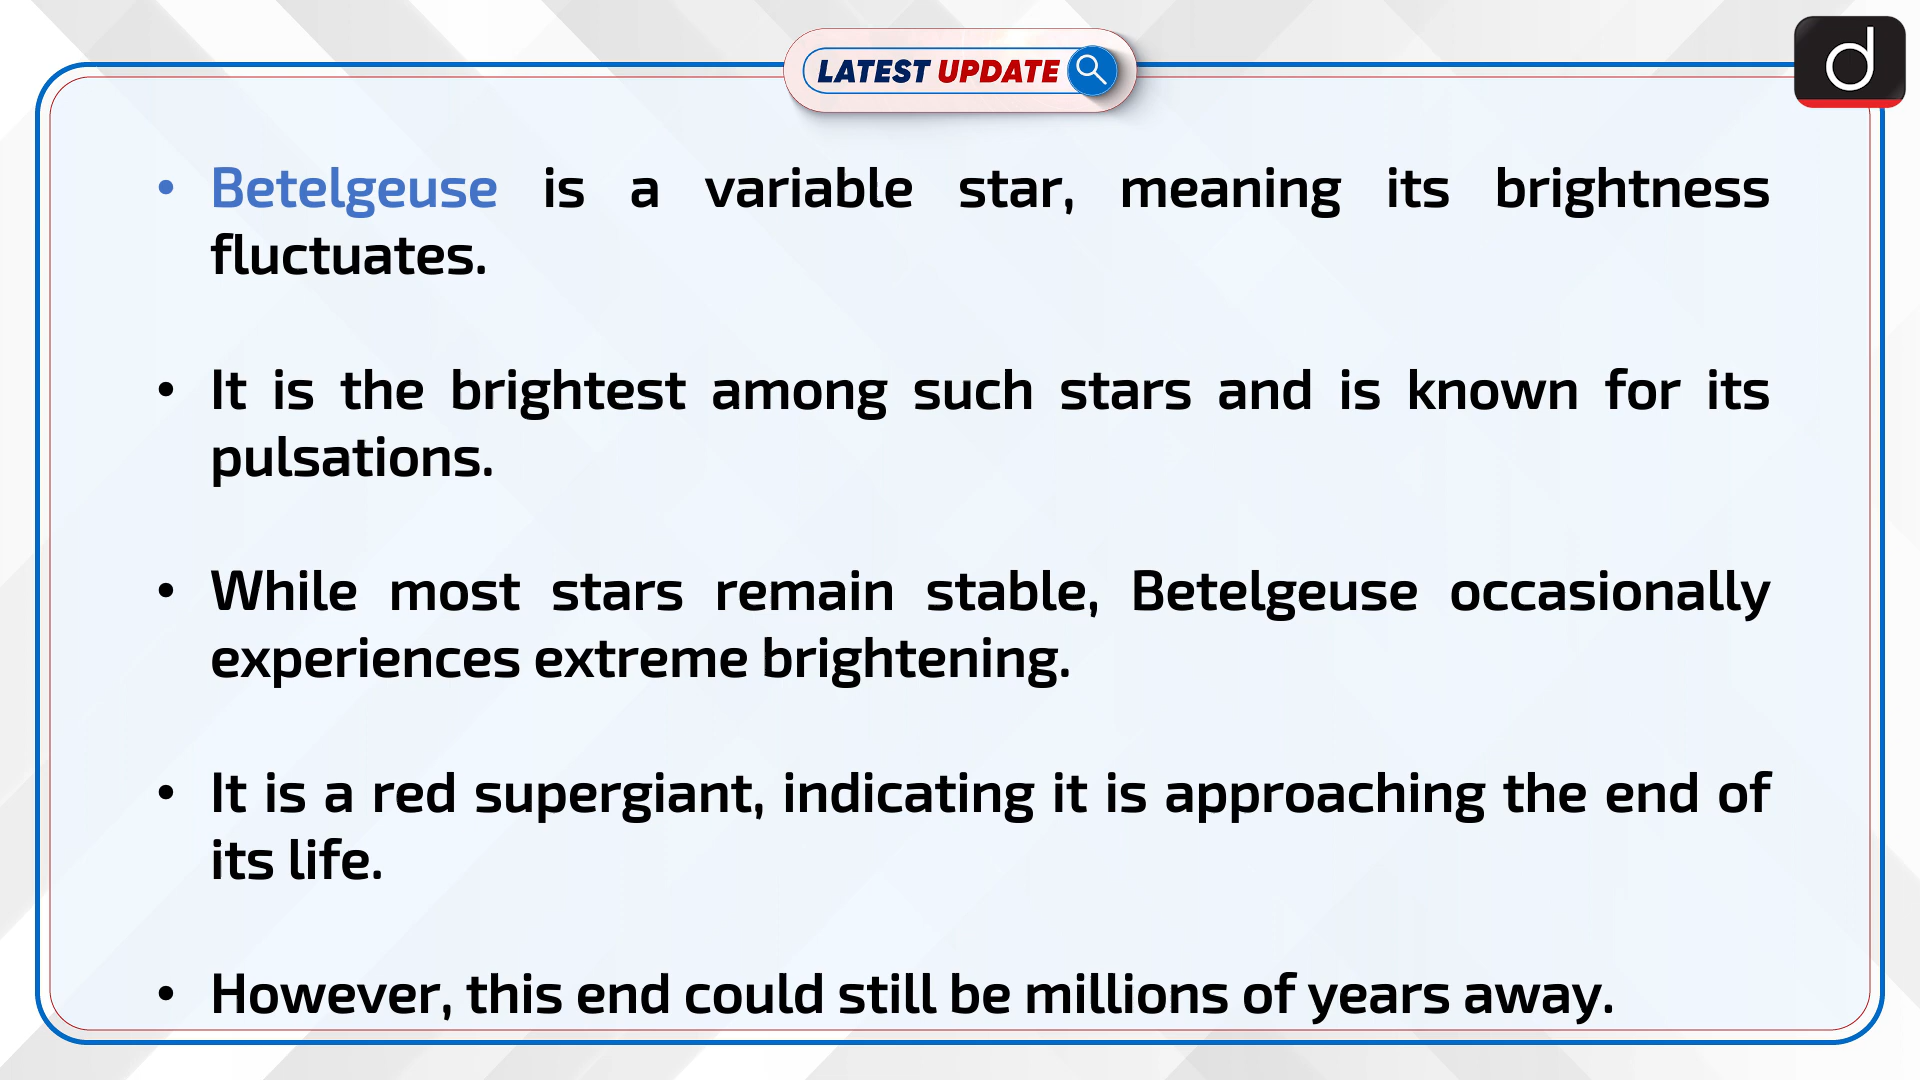 LATEST UPDATE
d
• Betelgeuse is a variable star, meaning its brightness
fluctuates.
• It is the brightest among such stars and is known for its
pulsations.
• While most stars remain stable, Betelgeuse occasionally
experiences extreme brightening.
• It is a red supergiant, indicating it is approaching the end of
its life.
• However, this end could still be millions of years away.